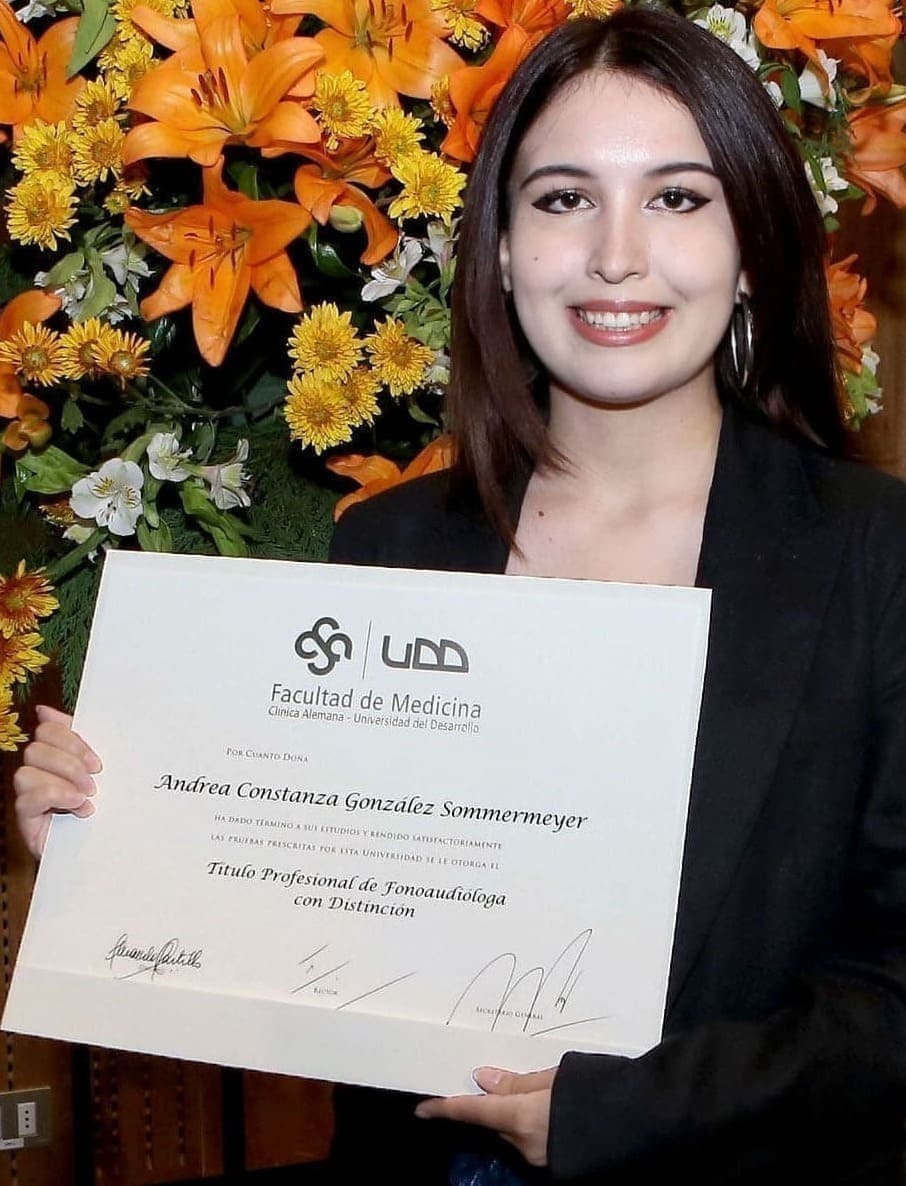 UDD
Facultad de Medicina
Clínica Alemana - Universidad del Desarrollo
Por Cuanto Doña
Andrea Constanza González Sommermeyer
ha dado término a sus estudios y rendido satisfactoriamente
las pruebas prescritas por esta Universidad se le otorga el
Título Profesional de Fonoaudióloga
con Distinción
Rector
Secretario General